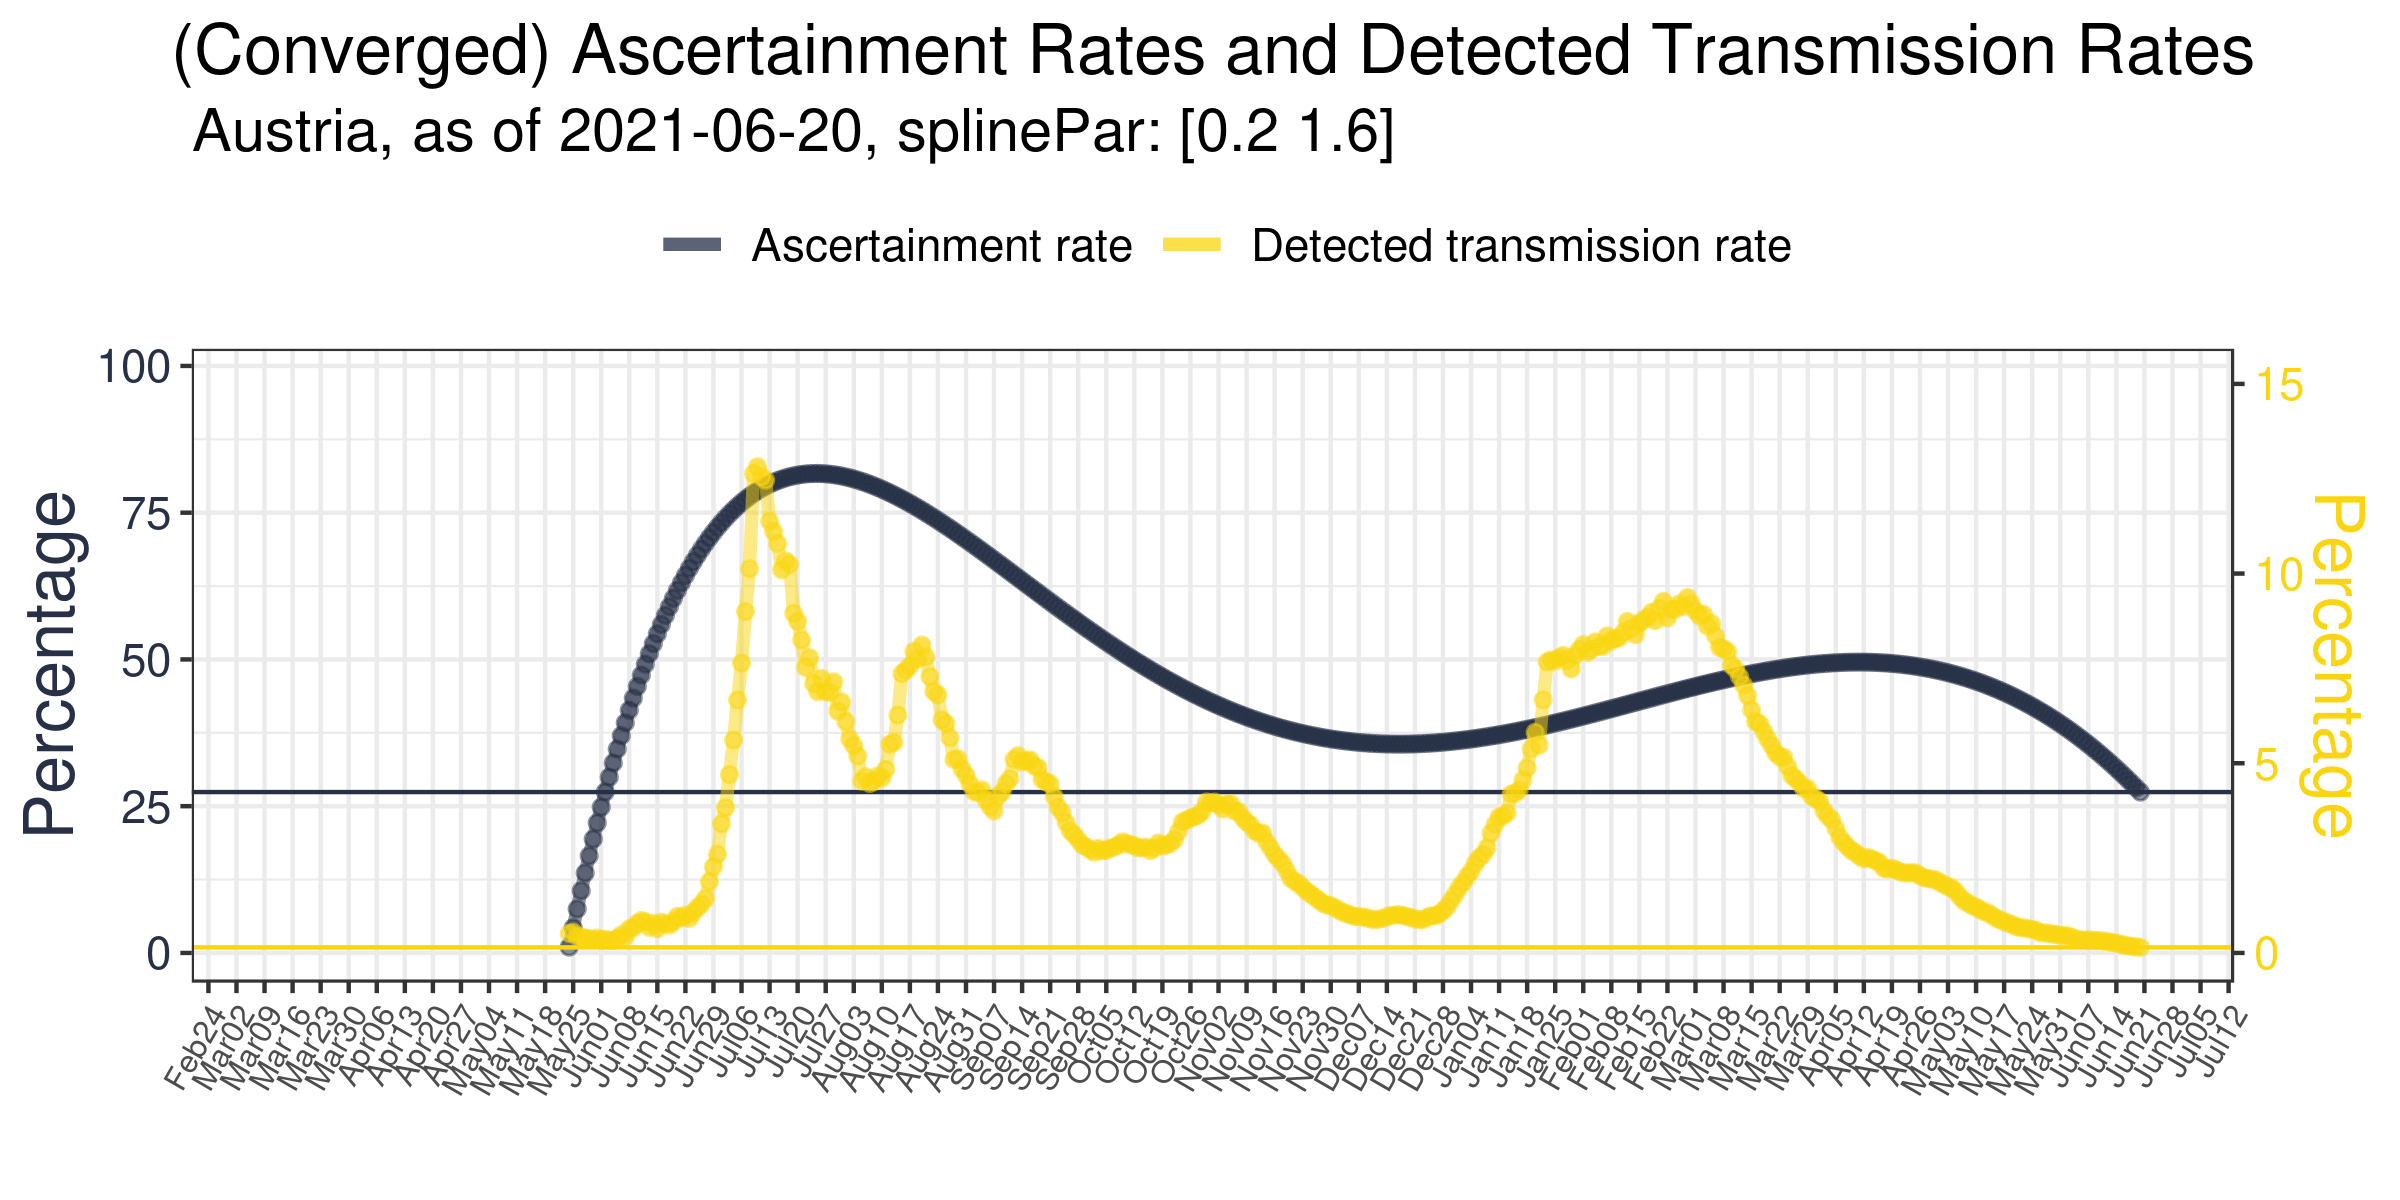 (Converged) Ascertainment Rates and Detected Transmission Rates
Austria, as of 2021-06-20, splinePar: [0.2 1.6]
Ascertainment rate
Detected transmission rate
Percentage
100
75
50
25
0
15
10
5
0
Percentage
Feb24
Mar02
Mar09
Mar16
Mar23
Mar30
Apr06
Apr13
Apr20
Apr27
May04
May11
May18
May25
Jun01
Jun08
Jun15
Jun22
Jun29
Jul06
Jul13
Jul20
Jul27
Aug03
Aug10
Aug17
Aug24
Aug31
Sep07
Sep14
Sep21
Sep28
Oct05
Oct12
Oct19
Oct26
Nov02
Nov09
Nov16
Nov23
Nov30
Dec07
Dec14
Dec21
Dec28
Jan04
Jan11
Jan18
Jan25
Feb01
Feb08
Feb15
Feb22
Mar01
Mar08
Mar15
Mar22
Mar29
Apr05
Apr12
Apr19
Apr26
May03
May10
May17
May24
May31
Jun07
Jun14
Jun21
Jun28
Jul05
Jul12